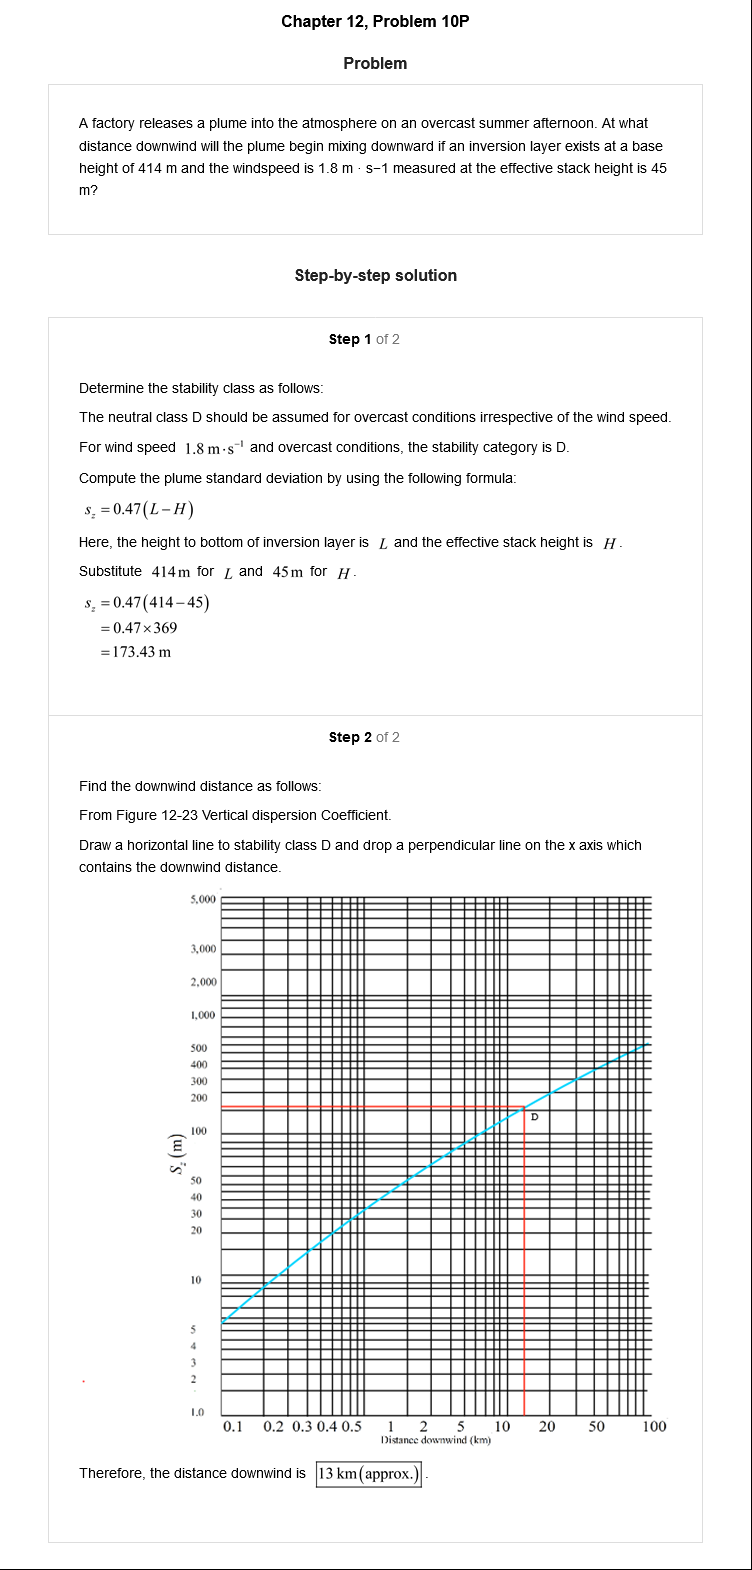 Chapter 12, Problem 10P
Problem
A factory releases a plume into the atmosphere on an overcast summer afternoon. At what
distance downwind will the plume begin mixing downward if an inversion layer exists at a base
height of 414 m and the windspeed is 1.8 m · s−1 measured at the effective stack height is 45
m?
Step-by-step solution
Step 1 of 2
Determine the stability class as follows:
The neutral class D should be assumed for overcast conditions irrespective of the wind speed.
For wind speed 1.8 m·s⁻¹ and overcast conditions, the stability category is D.
Compute the plume standard deviation by using the following formula:
s_z = 0.47(L − H)
Here, the height to bottom of inversion layer is L and the effective stack height is H.
Substitute 414 m for L and 45 m for H.
s_z = 0.47(414 − 45)
= 0.47 × 369
= 173.43 m
Step 2 of 2
Find the downwind distance as follows:
From Figure 12-23 Vertical dispersion Coefficient.
Draw a horizontal line to stability class D and drop a perpendicular line on the x axis which
contains the downwind distance.
5,000
3,000
2,000
1,000
500
400
300
200
D
100
S_z (m)
50
40
30
20
10
5
4
3
2
1.0
0.1 0.2 0.3 0.4 0.5 1 2 5 10 20 50 100
Distance downwind (km)
Therefore, the distance downwind is 13 km(approx.).